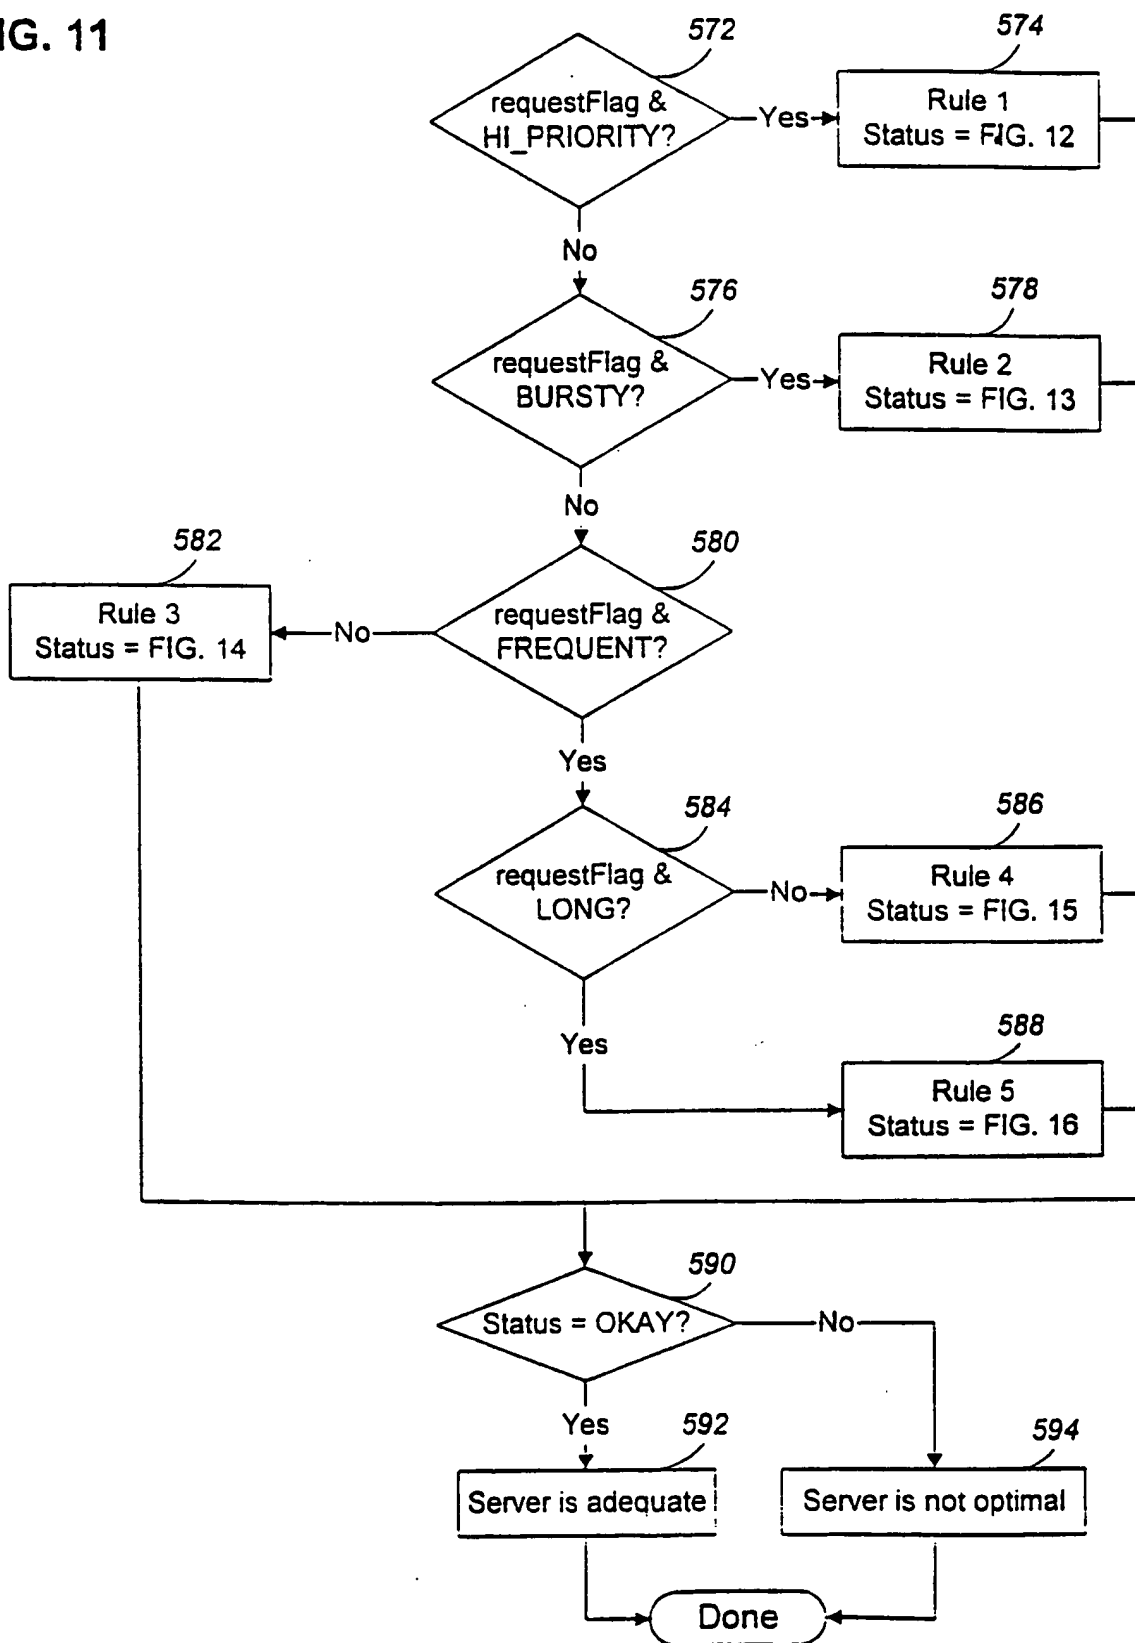 IG. 11
572
requestFlag &
HI_PRIORITY?
Yes
574
Rule 1
Status = FIG. 12
No
576
requestFlag &
BURSTY?
Yes
578
Rule 2
Status = FIG. 13
No
580
requestFlag &
FREQUENT?
No
582
Rule 3
Status = FIG. 14
Yes
584
requestFlag &
LONG?
No
586
Rule 4
Status = FIG. 15
Yes
588
Rule 5
Status = FIG. 16
590
Status = OKAY?
No
Yes
592
Server is adequate
594
Server is not optimal
Done